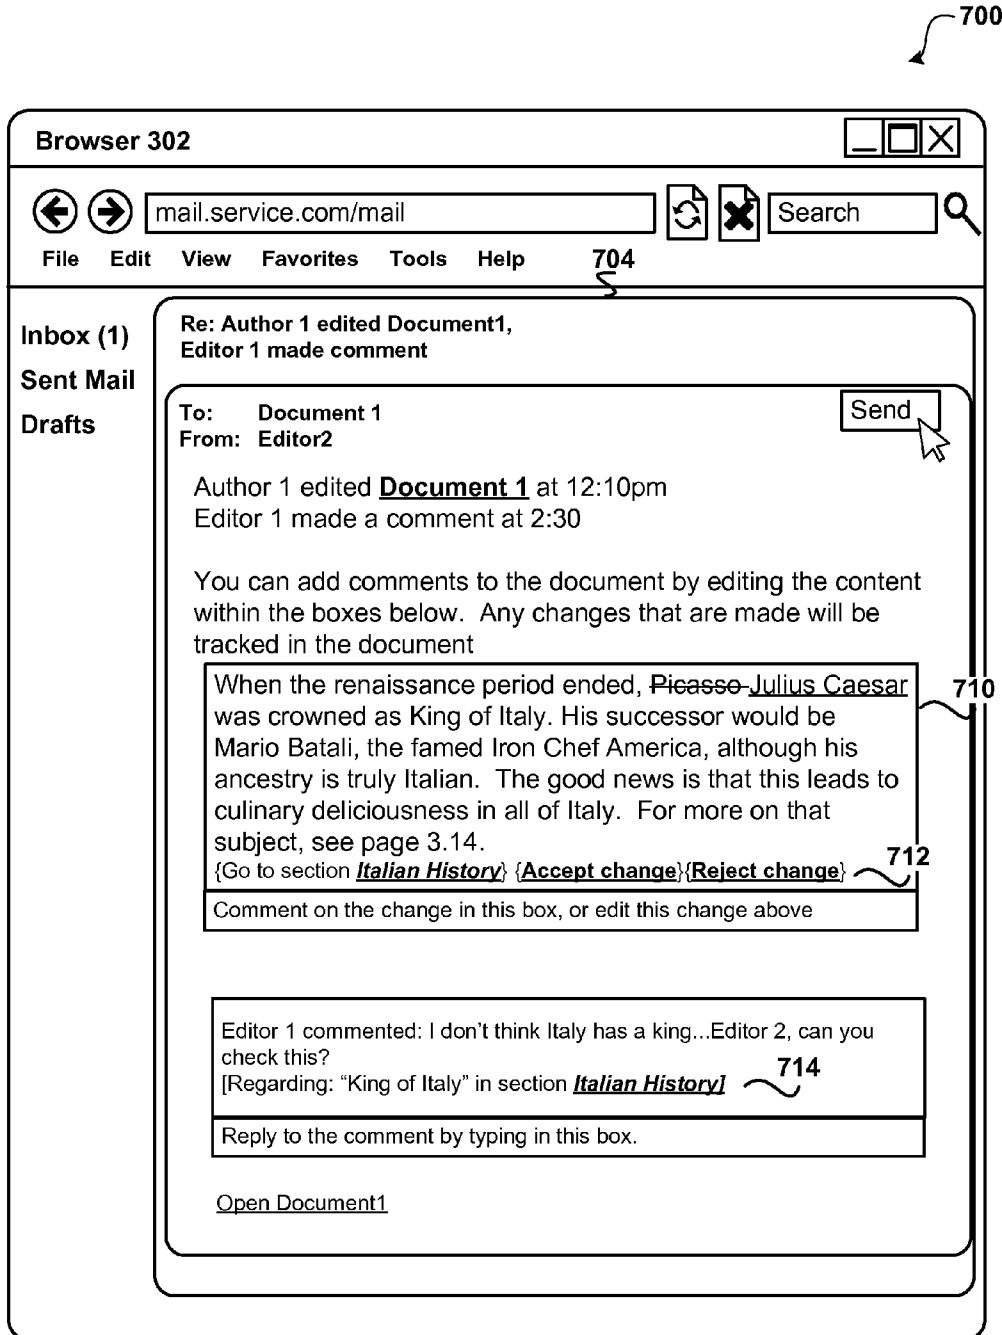 700
Browser 302
mail.service.com/mail
Search
File Edit View Favorites Tools Help
704
Inbox (1)
Sent Mail
Drafts
Re: Author 1 edited Document1,
Editor 1 made comment
To: Document 1
From: Editor2
Send
Author 1 edited Document 1 at 12:10pm
Editor 1 made a comment at 2:30
You can add comments to the document by editing the content
within the boxes below. Any changes that are made will be
tracked in the document
When the renaissance period ended, Picasso Julius Caesar
was crowned as King of Italy. His successor would be
Mario Batali, the famed Iron Chef America, although his
ancestry is truly Italian. The good news is that this leads to
culinary deliciousness in all of Italy. For more on that
subject, see page 3.14.
{Go to section Italian History} {Accept change}{Reject change}
710
712
Comment on the change in this box, or edit this change above
Editor 1 commented: I don't think Italy has a king...Editor 2, can you
check this?
[Regarding: “King of Italy” in section Italian History]
714
Reply to the comment by typing in this box.
Open Document1